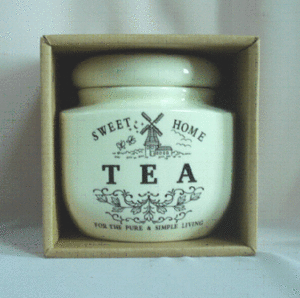 SWEET HOME
TEA
FOR THE PURE & SIMPLE LIVING